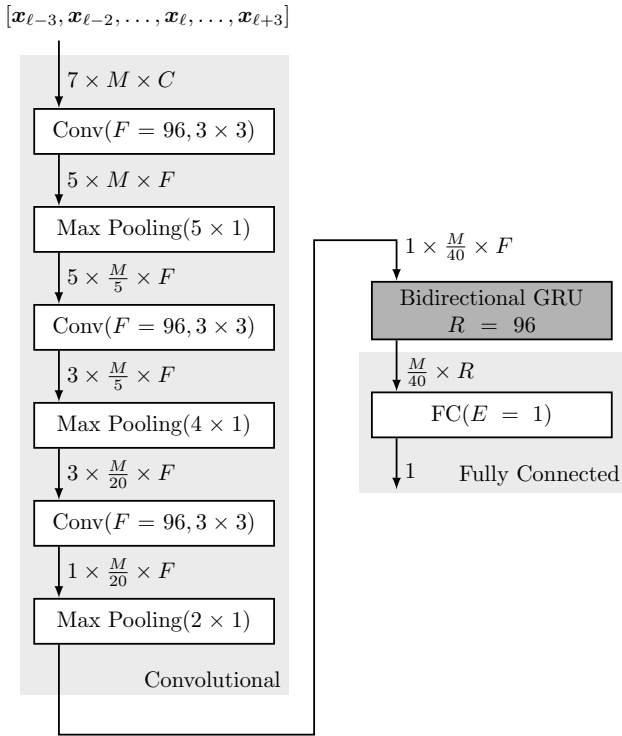 [x_{ℓ−3}, x_{ℓ−2}, . . . , x_ℓ, . . . , x_{ℓ+3}]
7 × M × C
Conv(F = 96, 3 × 3)
5 × M × F
Max Pooling(5 × 1)
5 × M/5 × F
Conv(F = 96, 3 × 3)
3 × M/5 × F
Max Pooling(4 × 1)
3 × M/20 × F
Conv(F = 96, 3 × 3)
1 × M/20 × F
Max Pooling(2 × 1)
Convolutional
1 × M/40 × F
Bidirectional GRU
R = 96
M/40 × R
FC(E = 1)
1
Fully Connected